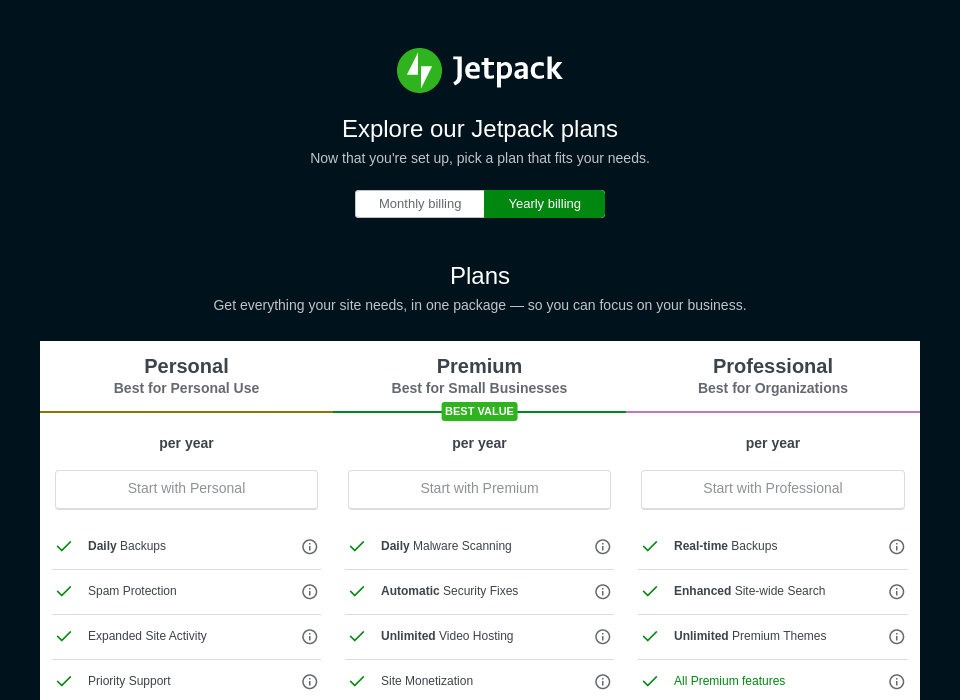 Jetpack
Explore our Jetpack plans
Now that you're set up, pick a plan that fits your needs.
Monthly billing
Yearly billing
Plans
Get everything your site needs, in one package — so you can focus on your business.
Personal
Best for Personal Use
per year
Start with Personal
Daily Backups
Spam Protection
Expanded Site Activity
Priority Support
Premium
Best for Small Businesses
BEST VALUE
per year
Start with Premium
Daily Malware Scanning
Automatic Security Fixes
Unlimited Video Hosting
Site Monetization
Professional
Best for Organizations
per year
Start with Professional
Real-time Backups
Enhanced Site-wide Search
Unlimited Premium Themes
All Premium features